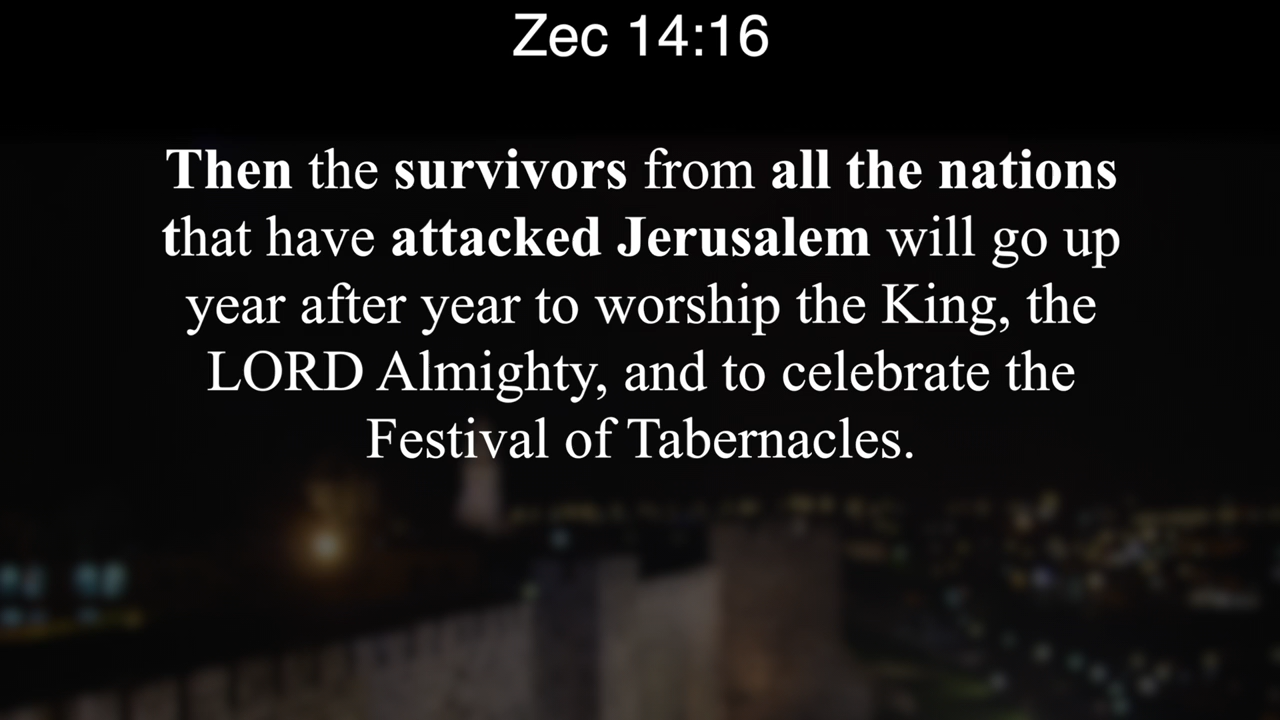 Zec 14:16
Then the survivors from all the nations
that have attacked Jerusalem will go up
year after year to worship the King, the
LORD Almighty, and to celebrate the
Festival of Tabernacles.